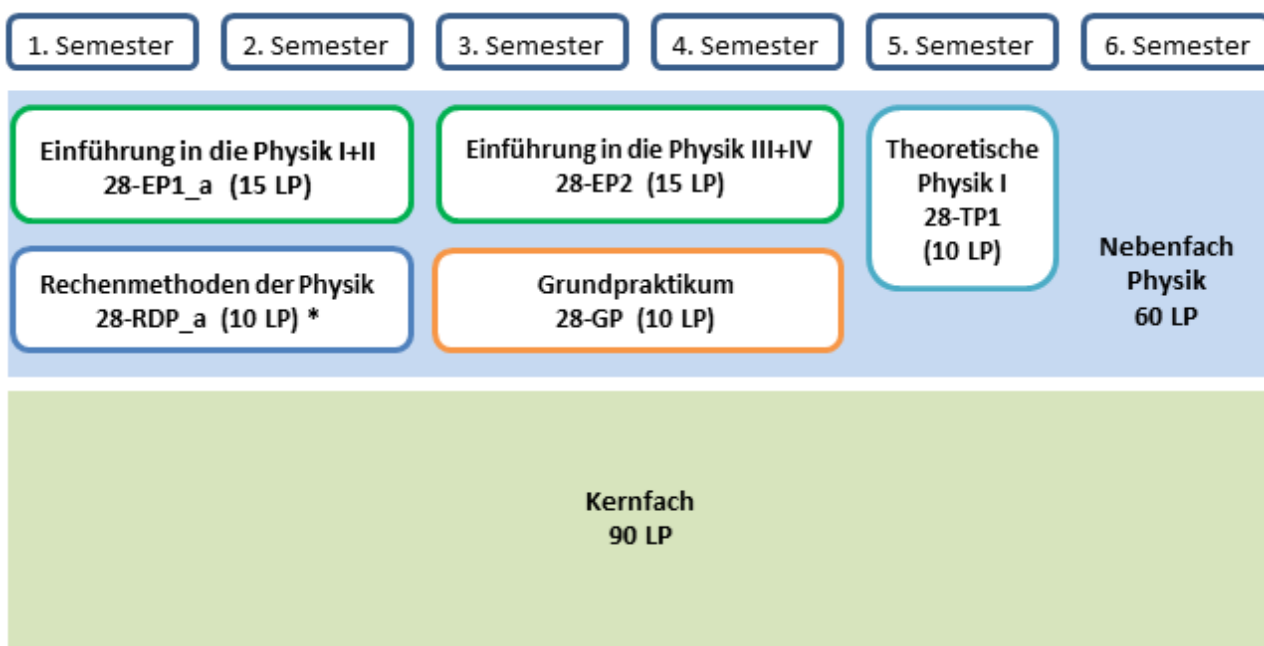 1. Semester
2. Semester
3. Semester
4. Semester
5. Semester
6. Semester
Einführung in die Physik I+II
28-EP1_a (15 LP)
Einführung in die Physik III+IV
28-EP2 (15 LP)
Theoretische
Physik I
28-TP1
(10 LP)
Rechenmethoden der Physik
28-RDP_a (10 LP) *
Grundpraktikum
28-GP (10 LP)
Nebenfach
Physik
60 LP
Kernfach
90 LP